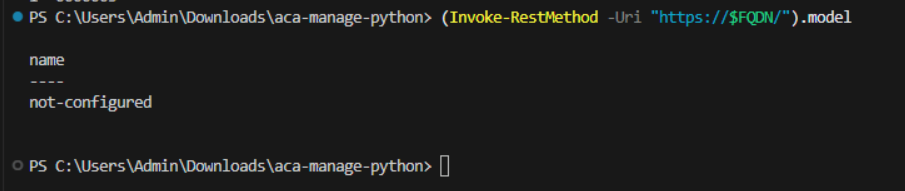 PS C:\Users\Admin\Downloads\aca-manage-python> (Invoke-RestMethod -Uri "https://$FQDN/").model
name
----
not-configured
PS C:\Users\Admin\Downloads\aca-manage-python>